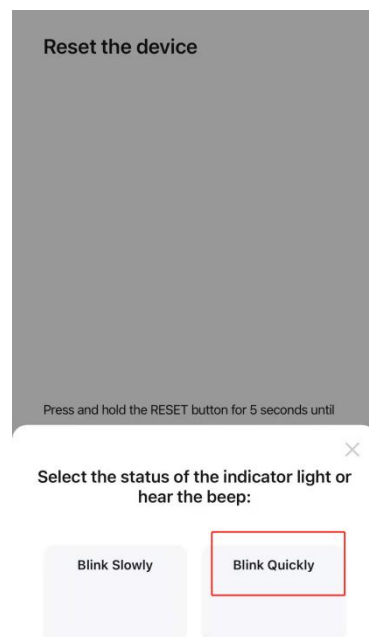 Reset the device
Press and hold the RESET button for 5 seconds until
Select the status of the indicator light or
hear the beep:
Blink Slowly
Blink Quickly